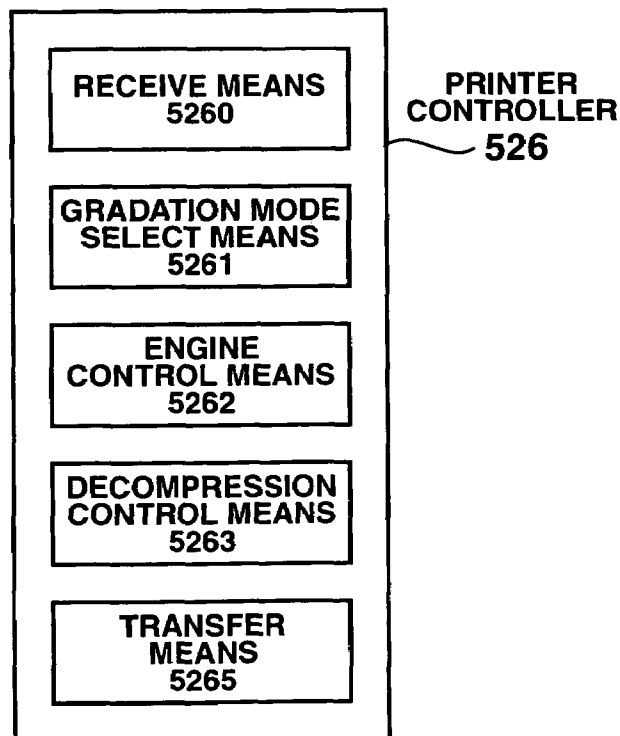 RECEIVE MEANS
5260
PRINTER
CONTROLLER
526
GRADATION MODE
SELECT MEANS
5261
ENGINE
CONTROL MEANS
5262
DECOMPRESSION
CONTROL MEANS
5263
TRANSFER
MEANS
5265